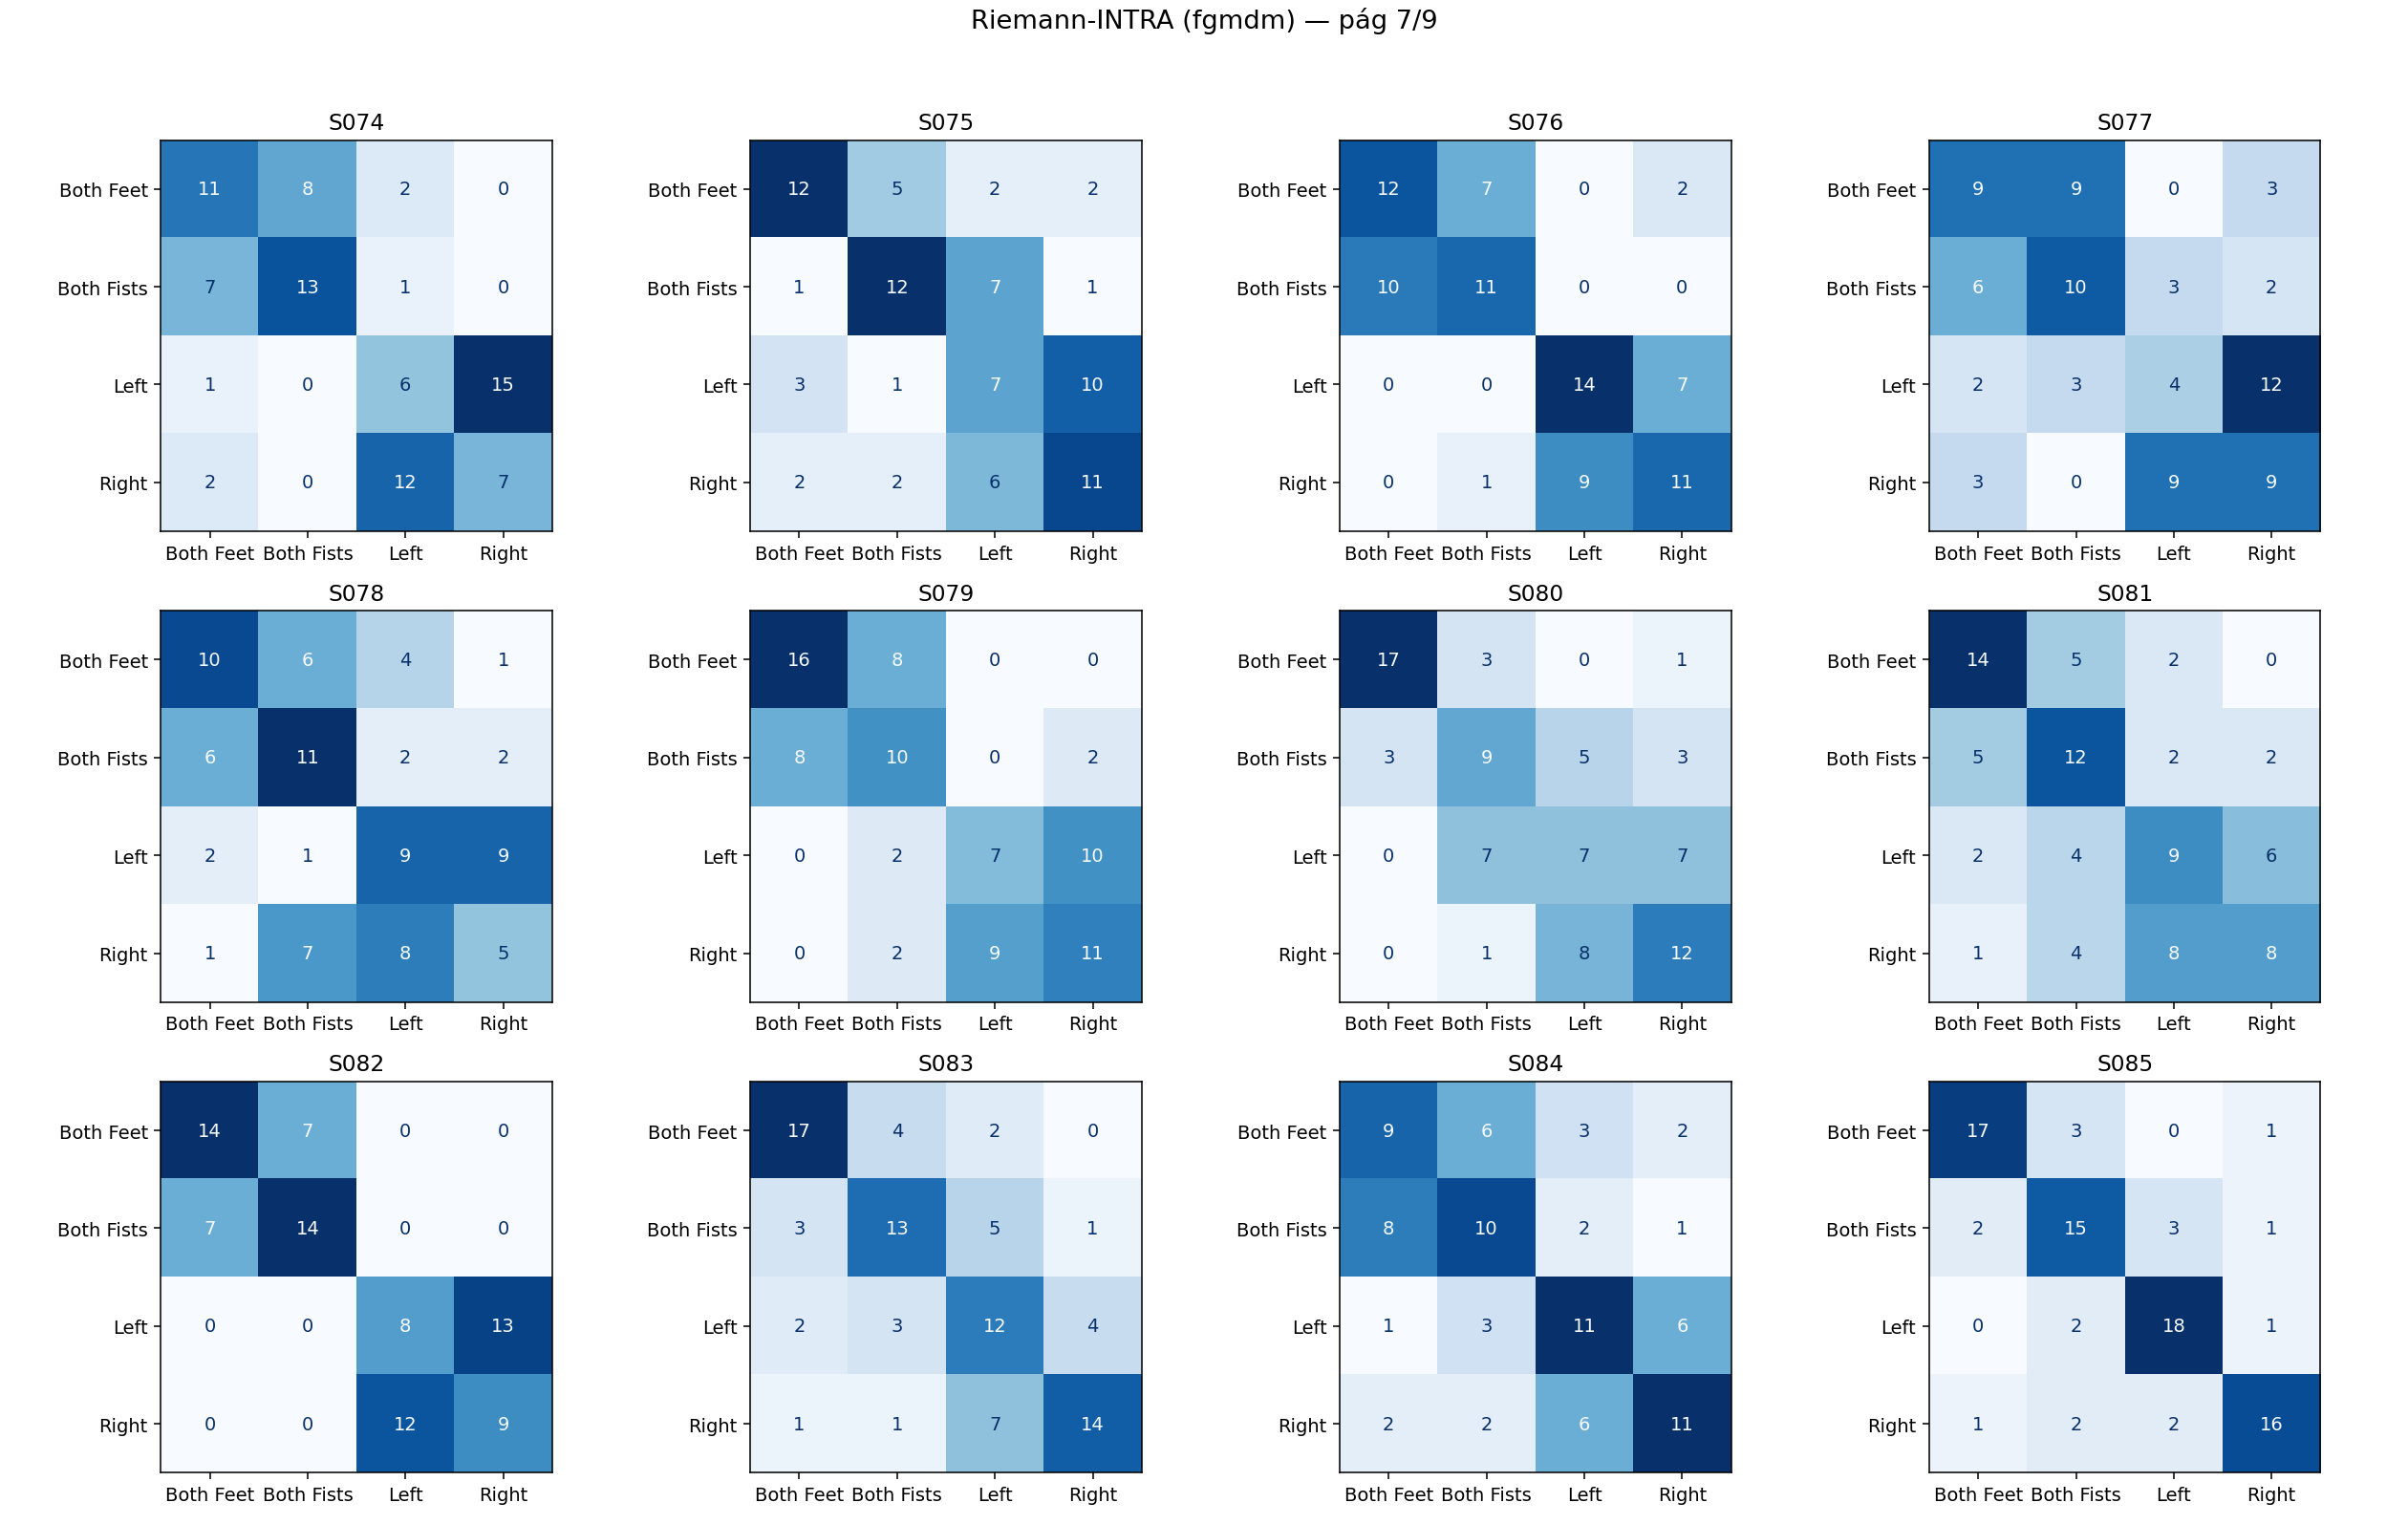 Riemann-INTRA (fgmdm) — pág 7/9
S074 S075 S076 S077
Both Feet 11 8 2 0 Both Feet 12 5 2 2 Both Feet 12 7 0 2 Both Feet 9 9 0 3
Both Fists 7 13 1 0 Both Fists 1 12 7 1 Both Fists 10 11 0 0 Both Fists 6 10 3 2
Left 1 0 6 15 Left 3 1 7 10 Left 0 0 14 7 Left 2 3 4 12
Right 2 0 12 7 Right 2 2 6 11 Right 0 1 9 11 Right 3 0 9 9
Both Feet Both Fists Left Right Both Feet Both Fists Left Right Both Feet Both Fists Left Right Both Feet Both Fists Left Right
S078 S079 S080 S081
Both Feet 10 6 4 1 Both Feet 16 8 0 0 Both Feet 17 3 0 1 Both Feet 14 5 2 0
Both Fists 6 11 2 2 Both Fists 8 10 0 2 Both Fists 3 9 5 3 Both Fists 5 12 2 2
Left 2 1 9 9 Left 0 2 7 10 Left 0 7 7 7 Left 2 4 9 6
Right 1 7 8 5 Right 0 2 9 11 Right 0 1 8 12 Right 1 4 8 8
Both Feet Both Fists Left Right Both Feet Both Fists Left Right Both Feet Both Fists Left Right Both Feet Both Fists Left Right
S082 S083 S084 S085
Both Feet 14 7 0 0 Both Feet 17 4 2 0 Both Feet 9 6 3 2 Both Feet 17 3 0 1
Both Fists 7 14 0 0 Both Fists 3 13 5 1 Both Fists 8 10 2 1 Both Fists 2 15 3 1
Left 0 0 8 13 Left 2 3 12 4 Left 1 3 11 6 Left 0 2 18 1
Right 0 0 12 9 Right 1 1 7 14 Right 2 2 6 11 Right 1 2 2 16
Both Feet Both Fists Left Right Both Feet Both Fists Left Right Both Feet Both Fists Left Right Both Feet Both Fists Left Right